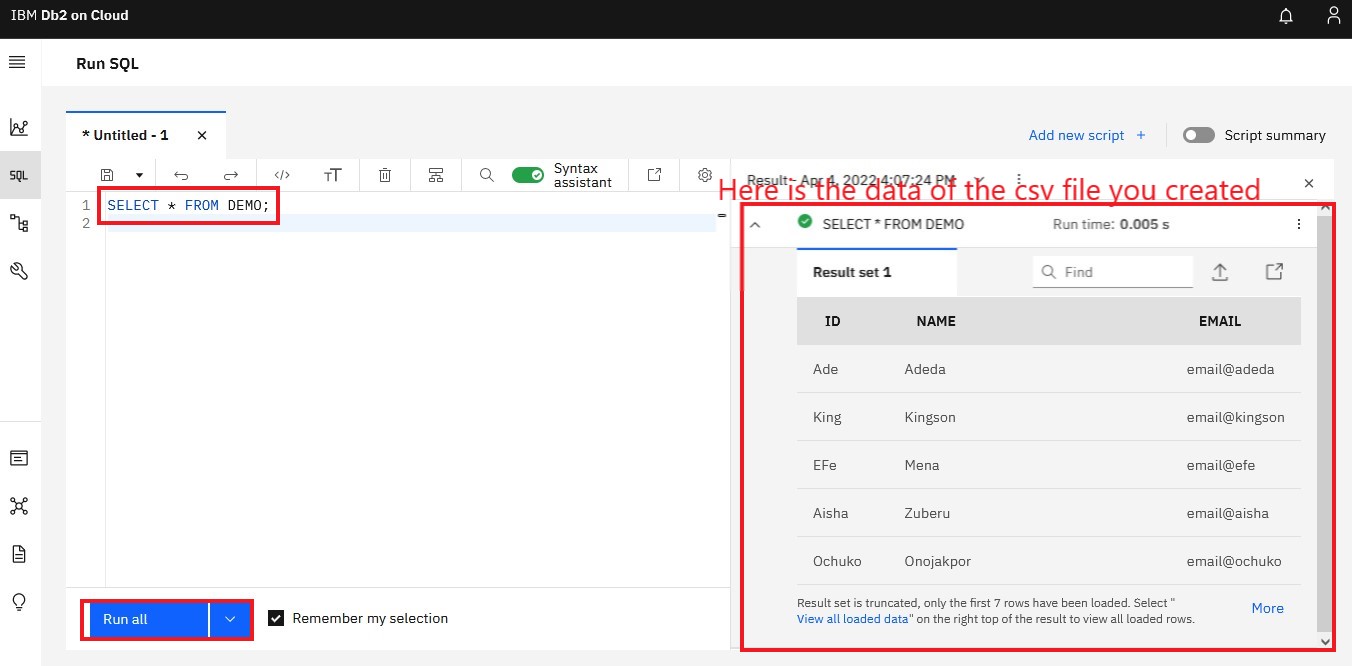 IBM Db2 on Cloud
Run SQL
* Untitled - 1
Add new script +
Script summary
SQL
Syntax
assistant
Result - Apr 4, 2022 4:07:24 PM
Here is the data of the csv file you created
1 SELECT * FROM DEMO;
2
SELECT * FROM DEMO
Run time: 0.005 s
Result set 1
Find
ID NAME EMAIL
Ade Adeda email@adeda
King Kingson email@kingson
EFe Mena email@efe
Aisha Zuberu email@aisha
Ochuko Onojakpor email@ochuko
Result set is truncated, only the first 7 rows have been loaded. Select "
View all loaded data" on the right top of the result to view all loaded rows.
More
Run all
Remember my selection